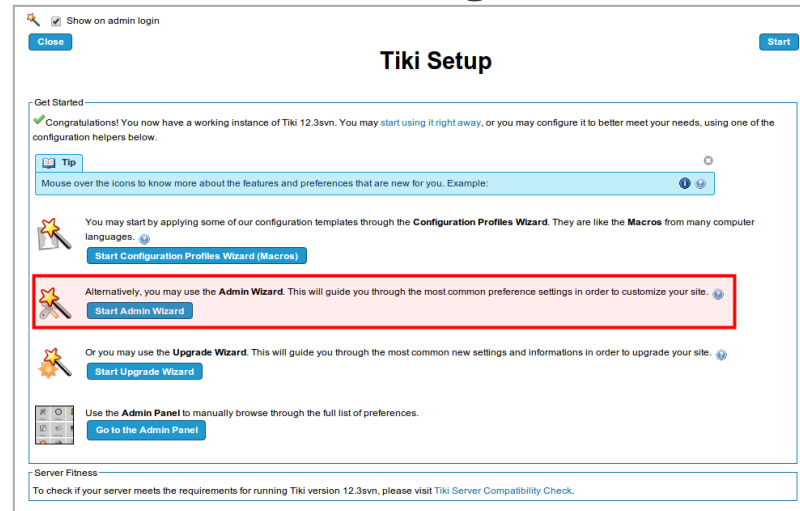 Show on admin login
Close
Start
Tiki Setup
Get Started
Congratulations! You now have a working instance of Tiki 12.3svn. You may start using it right away, or you may configure it to better meet your needs, using one of the
configuration helpers below.
Tip
Mouse over the icons to know more about the features and preferences that are new for you. Example:
You may start by applying some of our configuration templates through the Configuration Profiles Wizard. They are like the Macros from many computer
languages.
Start Configuration Profiles Wizard (Macros)
Alternatively, you may use the Admin Wizard. This will guide you through the most common preference settings in order to customize your site.
Start Admin Wizard
Or you may use the Upgrade Wizard. This will guide you through the most common new settings and informations in order to upgrade your site.
Start Upgrade Wizard
Use the Admin Panel to manually browse through the full list of preferences.
Go to the Admin Panel
Server Fitness
To check if your server meets the requirements for running Tiki version 12.3svn, please visit Tiki Server Compatibility Check.